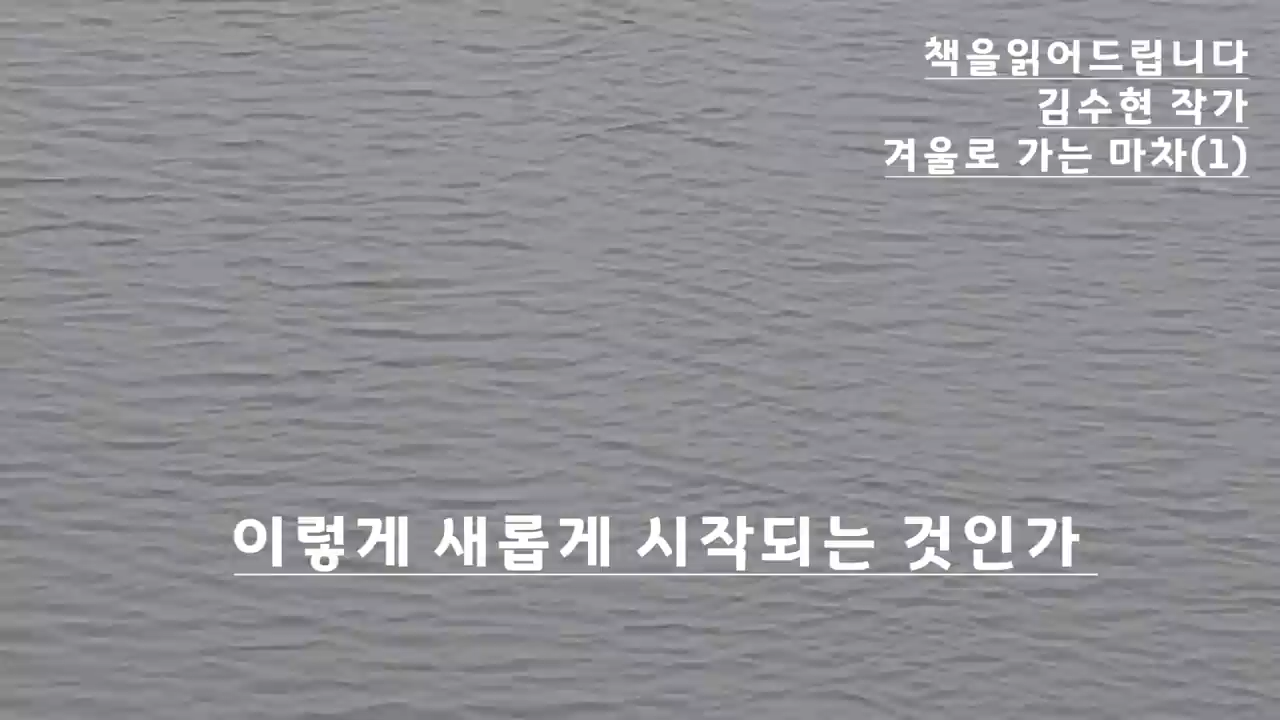 책을읽어드립니다
김수현 작가
겨울로 가는 마차(1)
이렇게 새롭게 시작되는 것인가